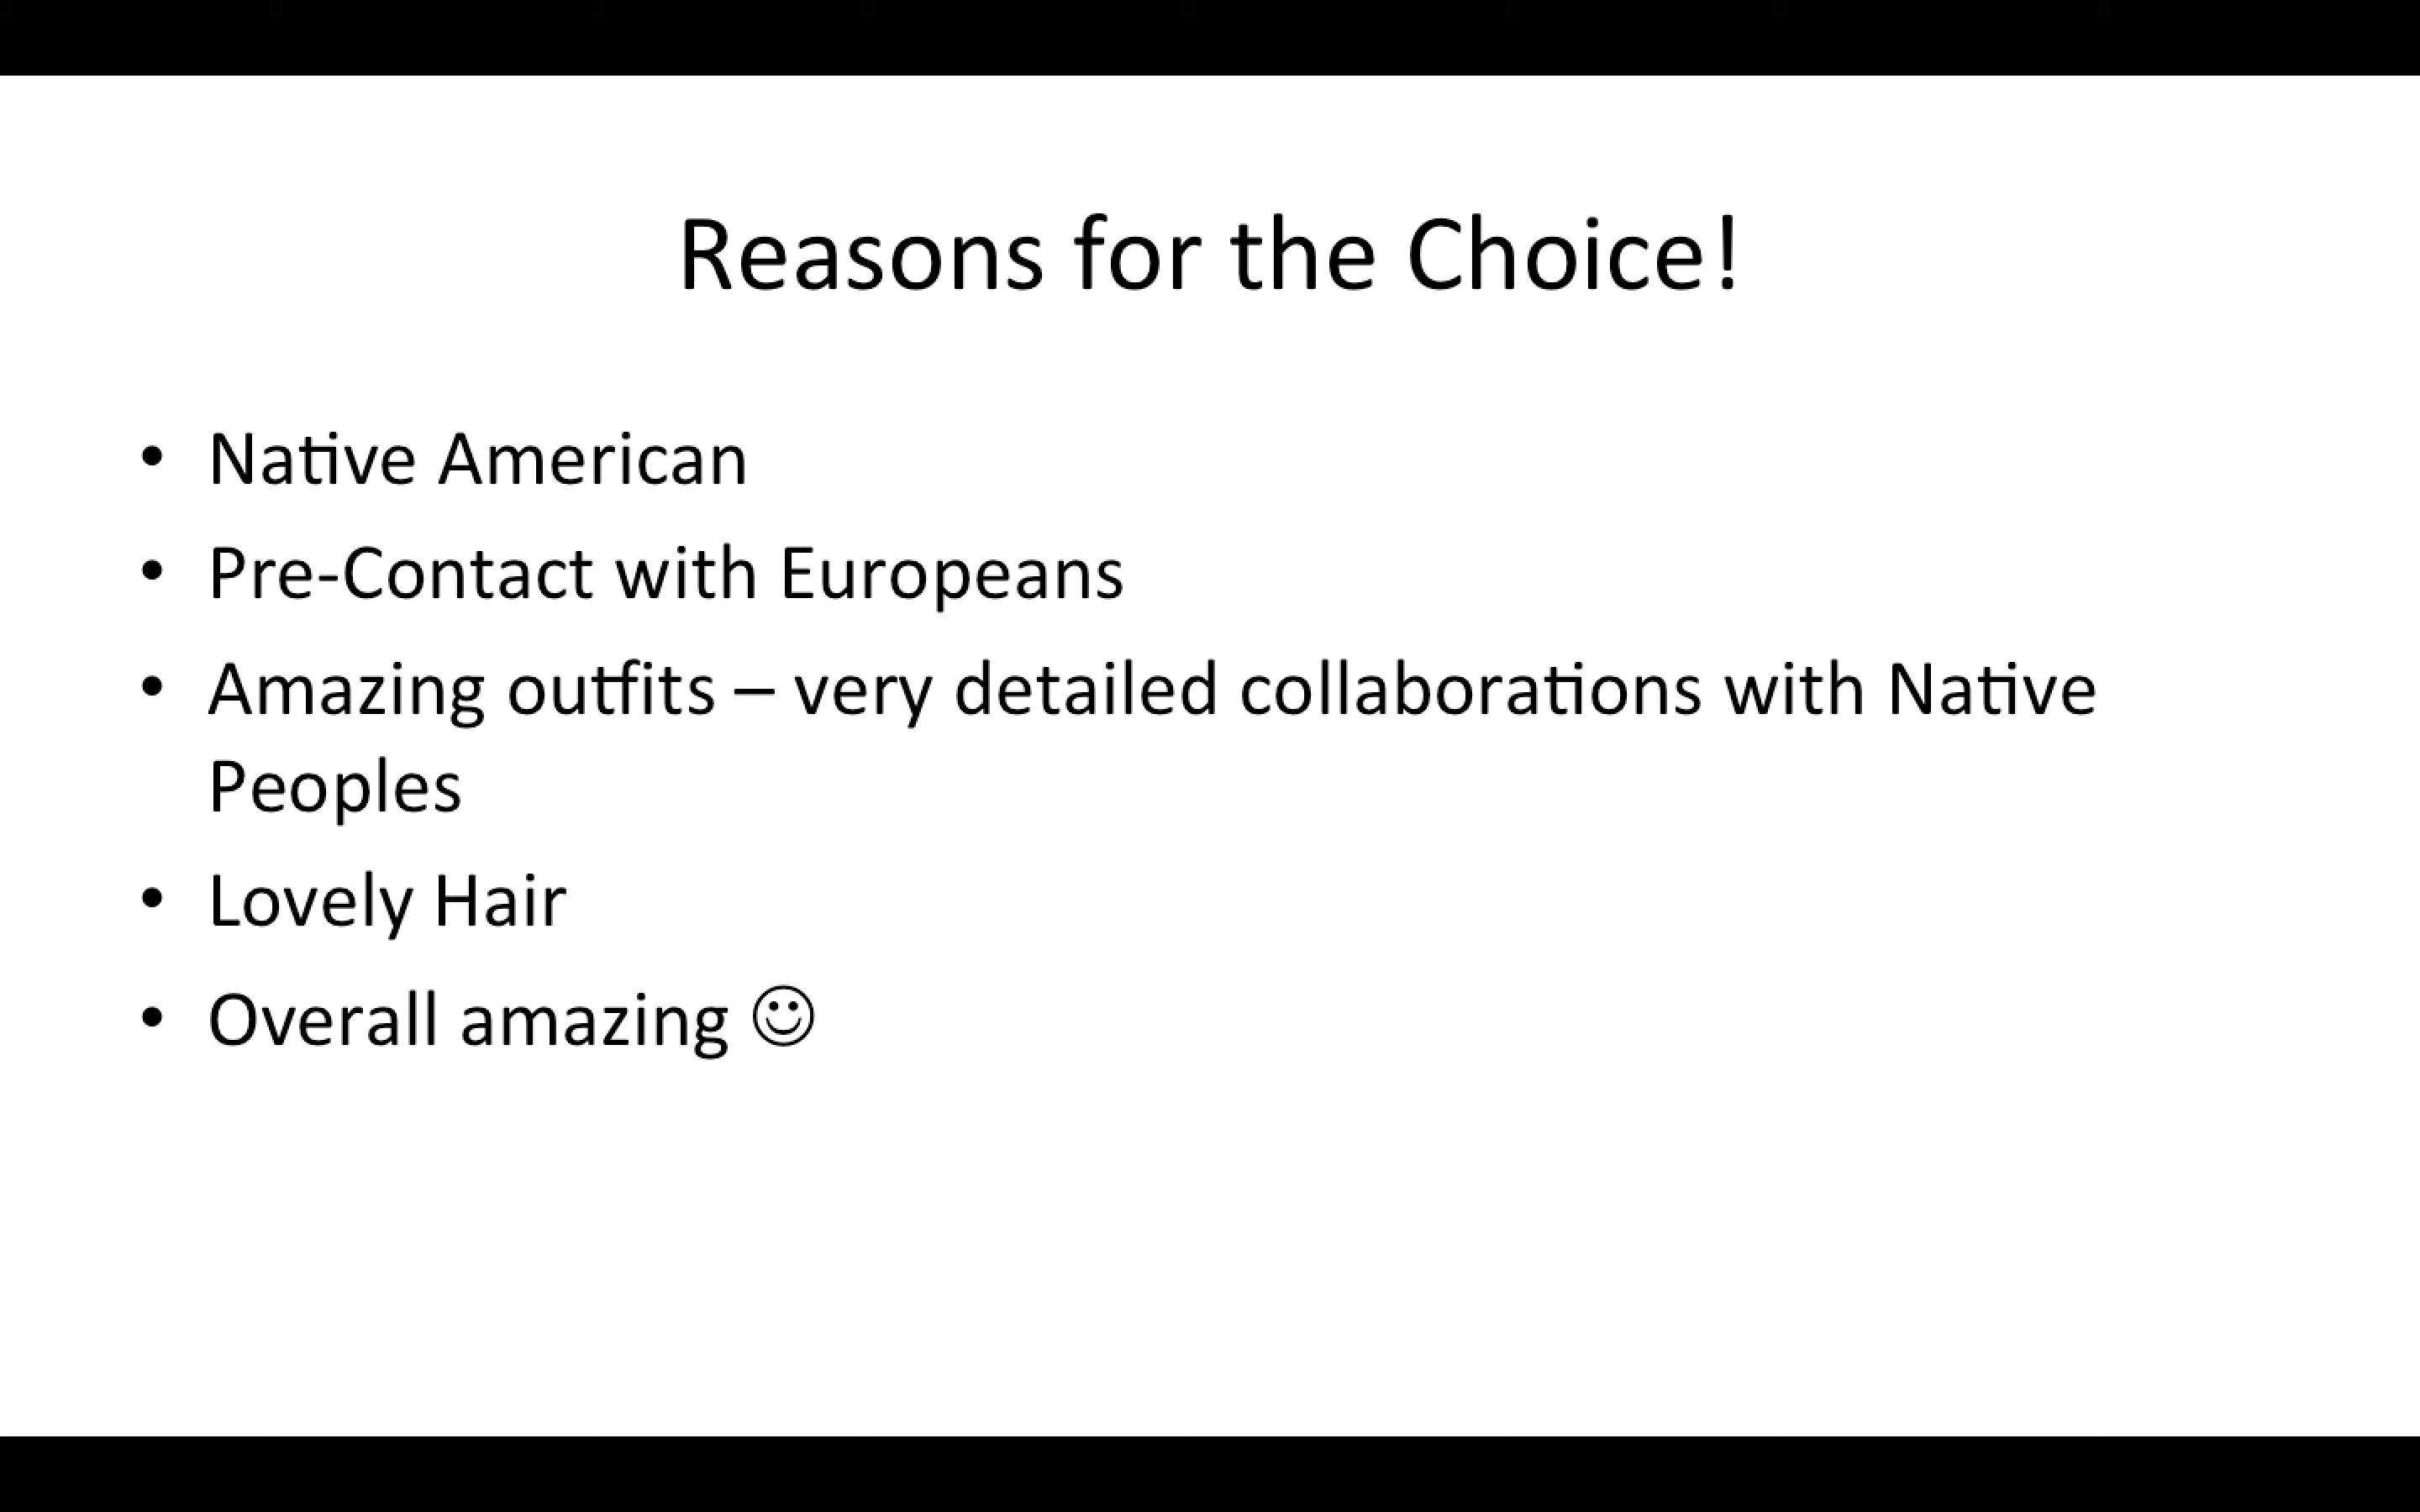 Reasons for the Choice!
• Native American
• Pre-Contact with Europeans
• Amazing outfits – very detailed collaborations with Native
Peoples
• Lovely Hair
• Overall amazing ☺